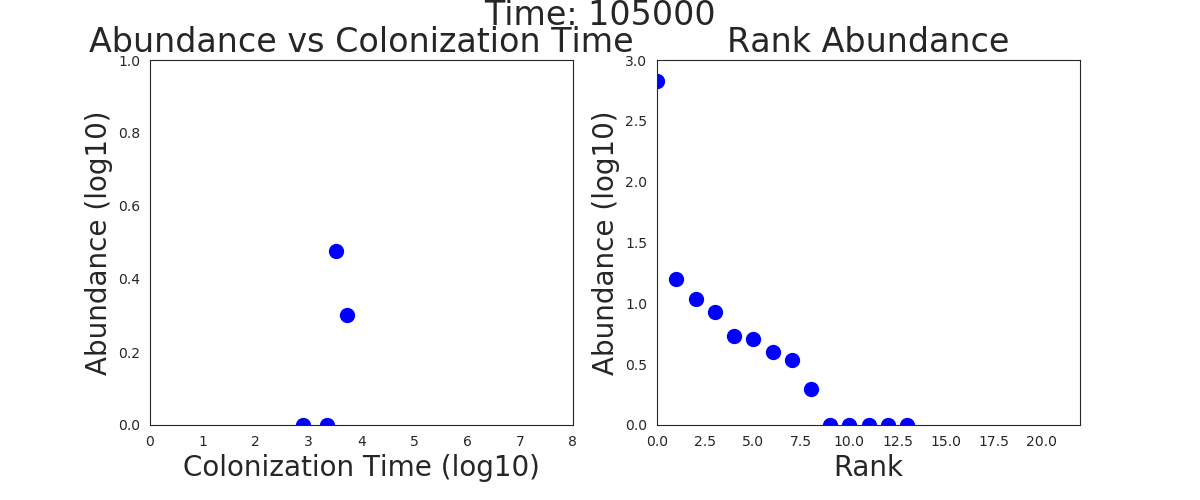 Time: 105000
Abundance vs Colonization Time
Rank Abundance
Abundance (log10)
1.0
0.8
0.6
0.4
0.2
0.0
0 1 2 3 4 5 6 7 8
Colonization Time (log10)
Abundance (log10)
3.0
2.5
2.0
1.5
1.0
0.5
0.0
0.0 2.5 5.0 7.5 10.0 12.5 15.0 17.5 20.0
Rank